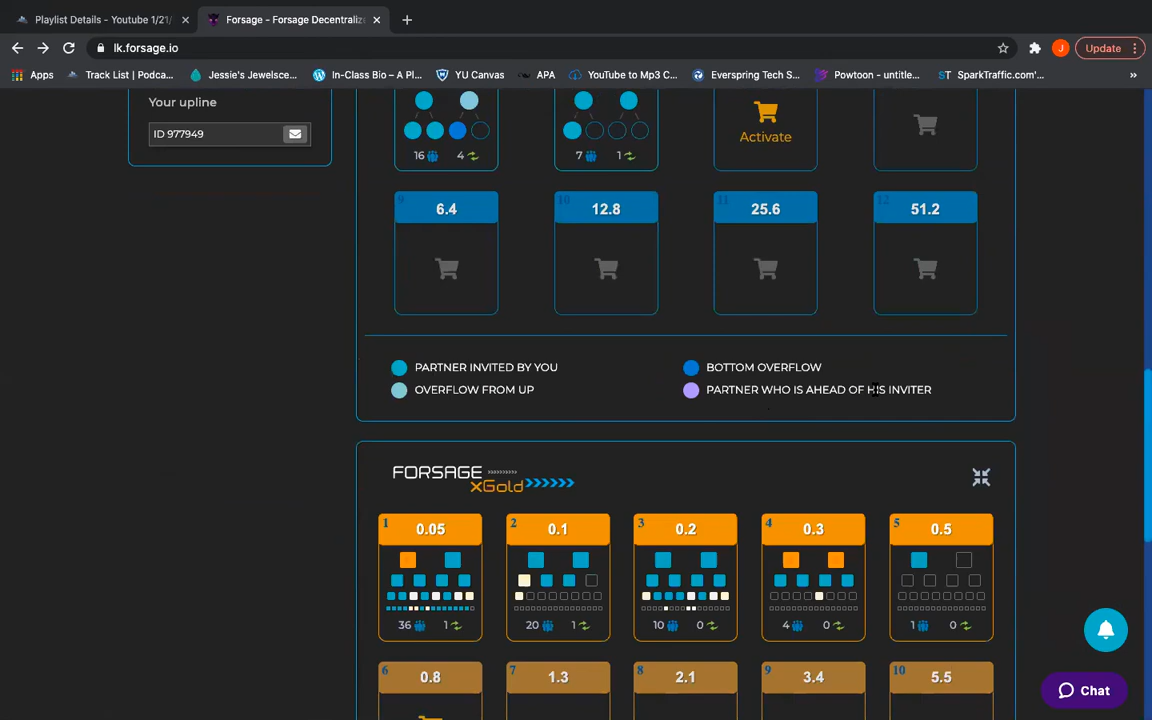 Playlist Details - Youtube 1/21/
Forsage - Forsage Decentraliz
lk.forsage.io
J
Update
Apps
Track List | Podca...
Jessie's Jewelsce...
In-Class Bio – A Pl...
YU Canvas
APA
YouTube to Mp3 C...
Everspring Tech S...
Powtoon - untitle...
ST SparkTraffic.com'...
»
Your upline
ID 977949
Activate
16 4
7 1
9 6.4
10 12.8
11 25.6
12 51.2
PARTNER INVITED BY YOU
BOTTOM OVERFLOW
OVERFLOW FROM UP
PARTNER WHO IS AHEAD OF HIS INVITER
FORSAGE
xGold
1 0.05
2 0.1
3 0.2
4 0.3
5 0.5
36 1
20 1
10 0
4 0
1 0
6 0.8
7 1.3
8 2.1
9 3.4
10 5.5
Chat